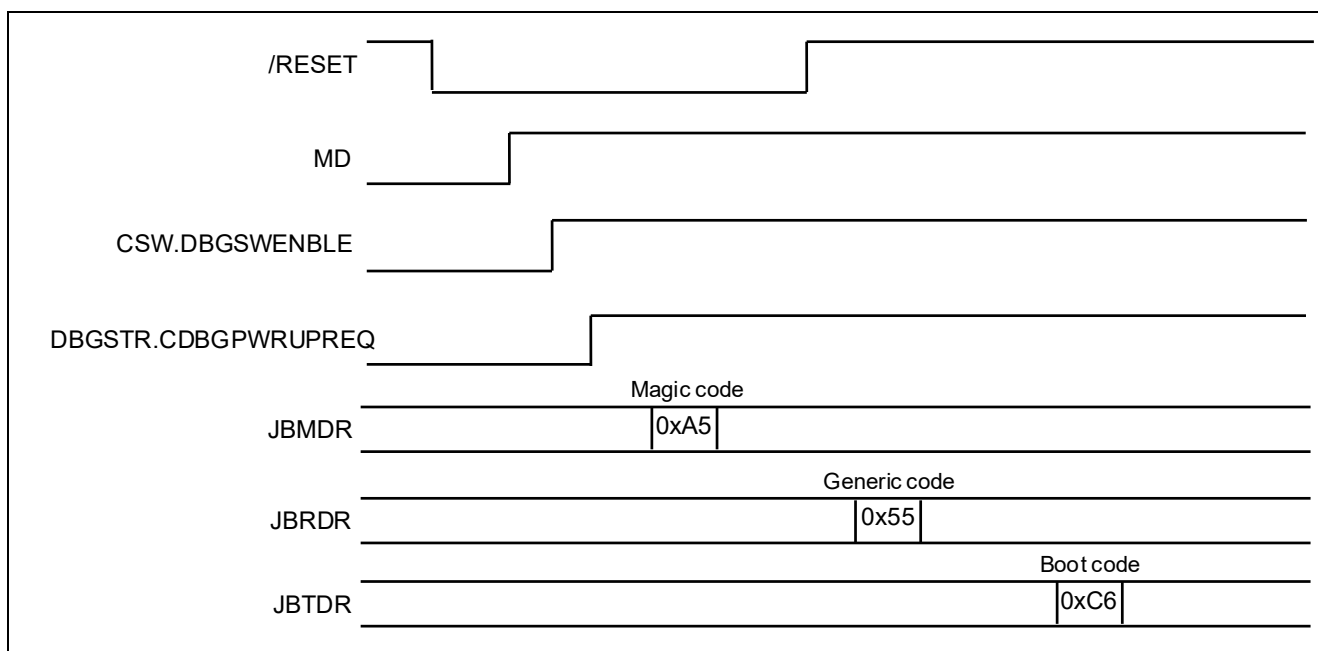 /RESET
MD
CSW.DBGSWENBLE
DBGSTR.CDBGPWRUPREQ
Magic code
JBMDR
0xA5
Generic code
JBRDR
0x55
Boot code
JBTDR
0xC6